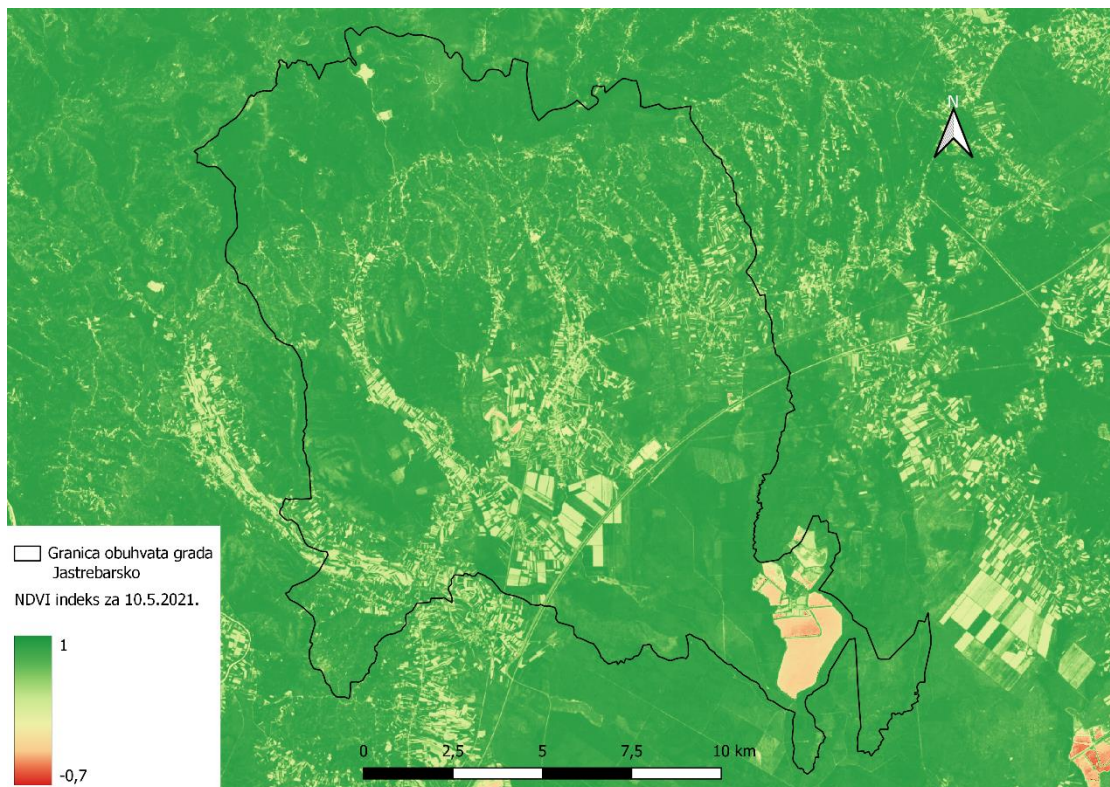 N
Granica obuhvata grada
Jastrebarsko
NDVI indeks za 10.5.2021.
1
-0,7
0 2,5 5 7,5 10 km